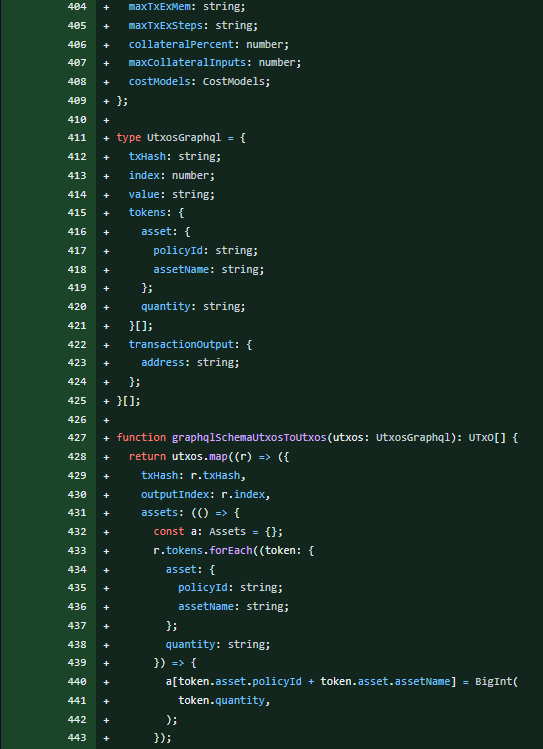 404 +   maxTxExMem: string;
405 +   maxTxExSteps: string;
406 +   collateralPercent: number;
407 +   maxCollateralInputs: number;
408 +   costModels: CostModels;
409 + };
410 +
411 + type UtxosGraphql = {
412 +   txHash: string;
413 +   index: number;
414 +   value: string;
415 +   tokens: {
416 +     asset: {
417 +       policyId: string;
418 +       assetName: string;
419 +     };
420 +     quantity: string;
421 +   }[];
422 +   transactionOutput: {
423 +     address: string;
424 +   };
425 + }[];
426 +
427 + function graphqlSchemaUtxosToUtxos(utxos: UtxosGraphql): UTxO[] {
428 +   return utxos.map((r) => ({
429 +     txHash: r.txHash,
430 +     outputIndex: r.index,
431 +     assets: (() => {
432 +       const a: Assets = {};
433 +       r.tokens.forEach((token: {
434 +         asset: {
435 +           policyId: string;
436 +           assetName: string;
437 +         };
438 +         quantity: string;
439 +       }) => {
440 +         a[token.asset.policyId + token.asset.assetName] = BigInt(
441 +           token.quantity,
442 +         );
443 +       });